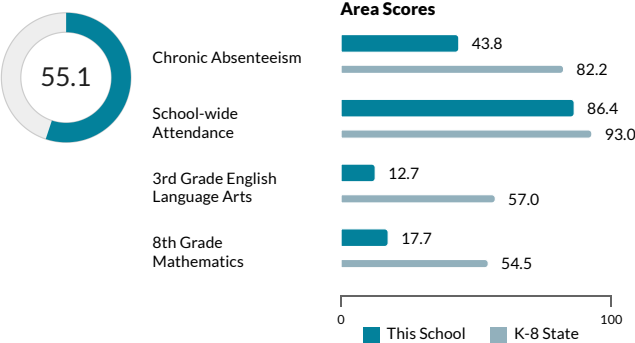 Area Scores
55.1
Chronic Absenteeism
43.8
82.2
School-wide
Attendance
86.4
93.0
3rd Grade English
Language Arts
12.7
57.0
8th Grade
Mathematics
17.7
54.5
0 100
This School K-8 State